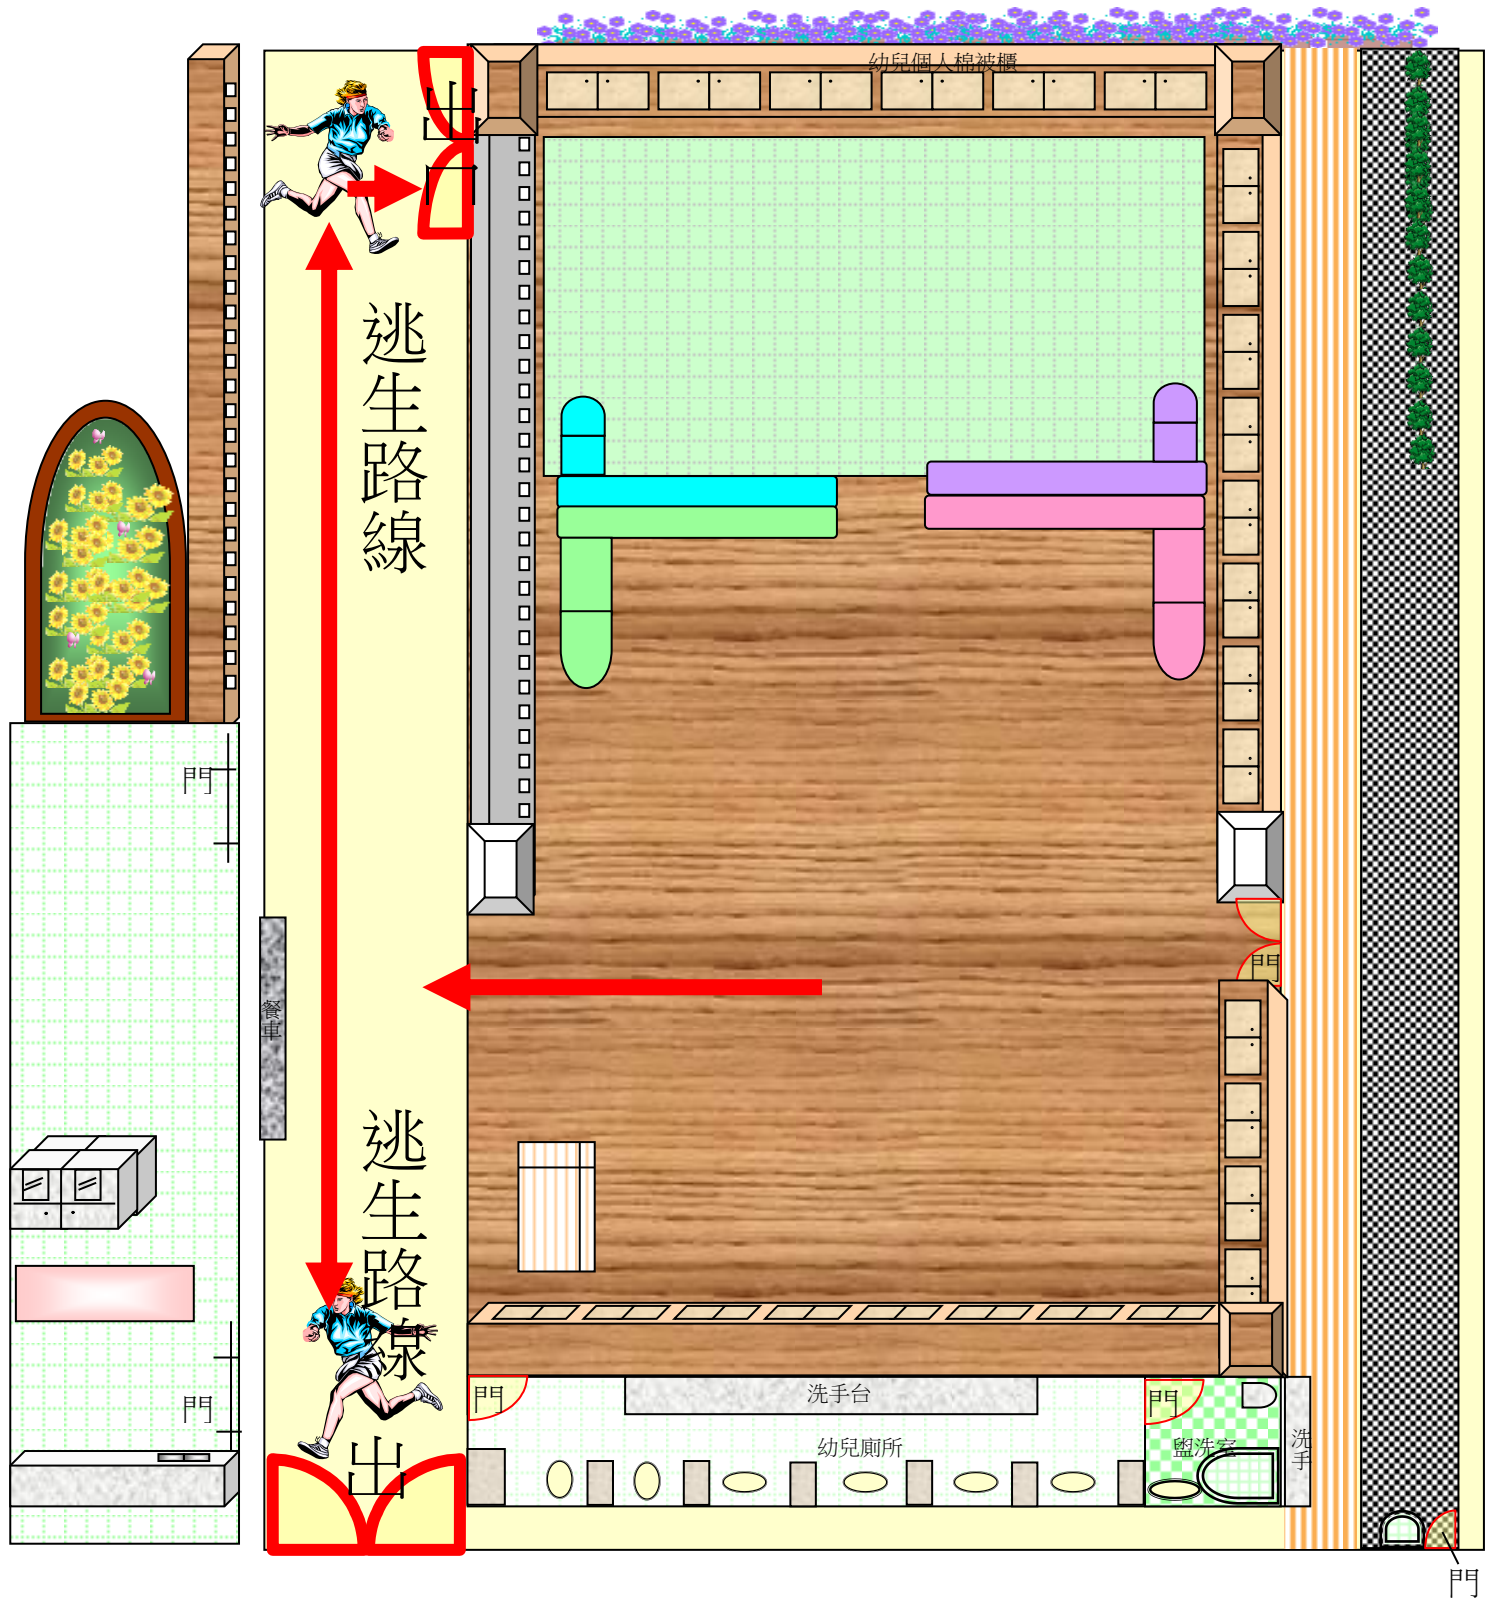 幼兒個人棉被櫃
出口
逃生路線
門
門
餐車
逃生路線
門
門
洗手台
門
幼兒廁所
盥洗室
洗手
出
門